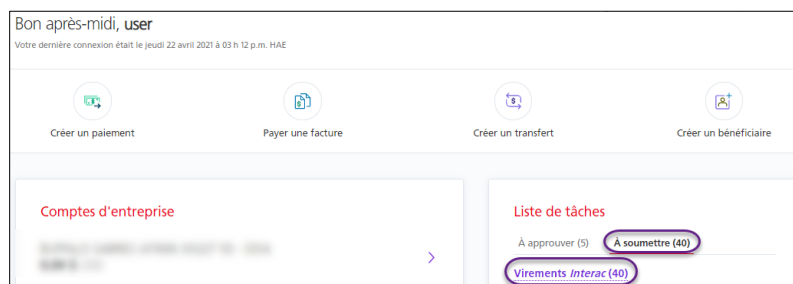 Bon après-midi, user
Votre dernière connexion était le jeudi 22 avril 2021 à 03 h 12 p.m. HAE
Créer un paiement
Payer une facture
Créer un transfert
Créer un bénéficiaire
Comptes d'entreprise
Liste de tâches
À approuver (5) À soumettre (40)
Virements Interac (40)